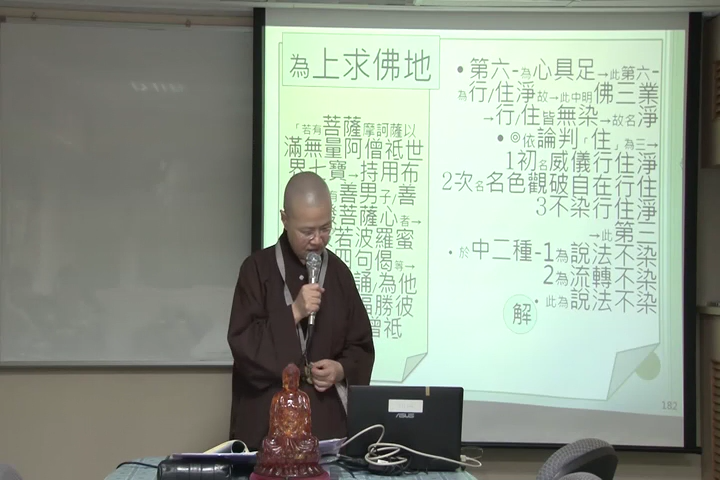 為上求佛地
「若有菩薩摩訶薩以
滿無量阿僧祇世
界七寶→持用布
善男子/善
菩薩心者→
若波羅蜜
四句偈等→
誦/為他
福勝彼
僧祇
•第六-為心具足→此第六-
為行/住淨故→此中明佛三業
→行/住皆無染→故名淨
•◎依論判「住」為三→
1初名威儀行住淨
2次名名色觀破自在行住
3不染行住淨
→此第三
•於中二種-1為說法不染
2為流轉不染
•此為說法不染
解
182
ASUS